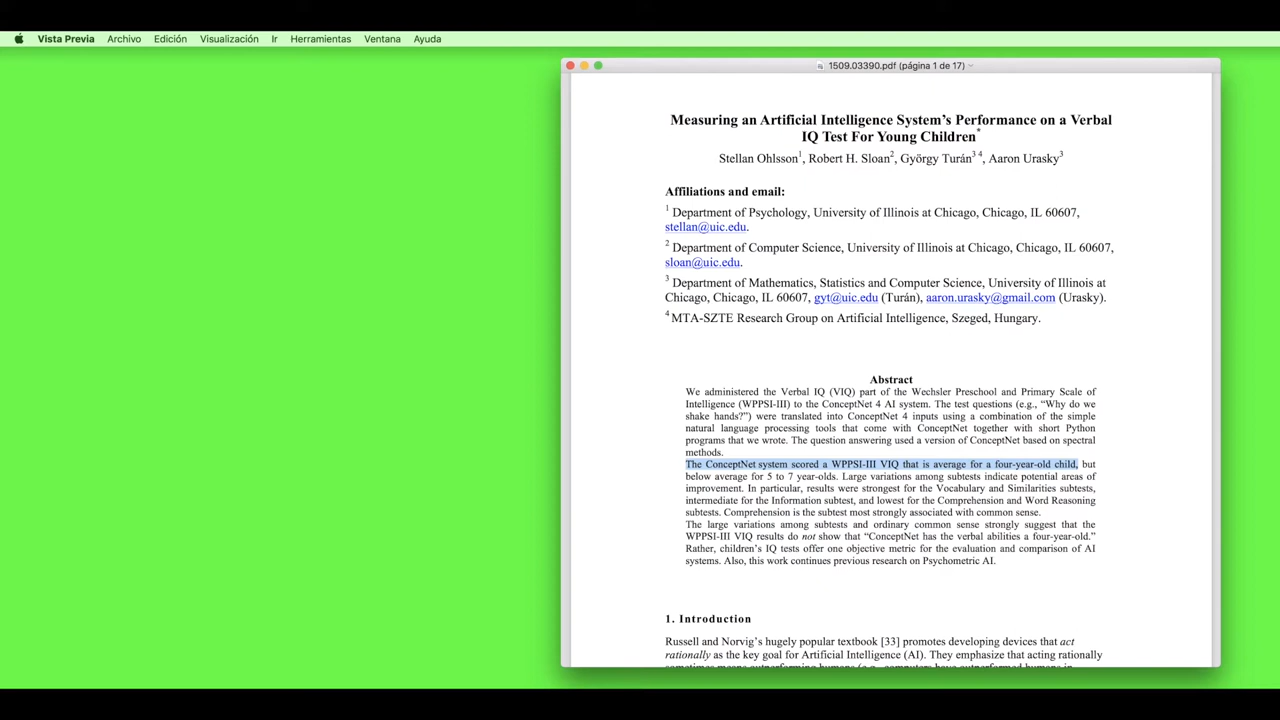 Vista Previa Archivo Edición Visualización Ir Herramientas Ventana Ayuda
1509.03390.pdf (página 1 de 17)
Measuring an Artificial Intelligence System's Performance on a Verbal
IQ Test For Young Children*
Stellan Ohlsson1, Robert H. Sloan2, György Turán3 4, Aaron Urasky3
Affiliations and email:
1 Department of Psychology, University of Illinois at Chicago, Chicago, IL 60607,
stellan@uic.edu.
2 Department of Computer Science, University of Illinois at Chicago, Chicago, IL 60607,
sloan@uic.edu.
3 Department of Mathematics, Statistics and Computer Science, University of Illinois at
Chicago, Chicago, IL 60607, gyt@uic.edu (Turán), aaron.urasky@gmail.com (Urasky).
4 MTA-SZTE Research Group on Artificial Intelligence, Szeged, Hungary.
Abstract
We administered the Verbal IQ (VIQ) part of the Wechsler Preschool and Primary Scale of
Intelligence (WPPSI-III) to the ConceptNet 4 AI system. The test questions (e.g., “Why do we
shake hands?”) were translated into ConceptNet 4 inputs using a combination of the simple
natural language processing tools that come with ConceptNet together with short Python
programs that we wrote. The question answering used a version of ConceptNet based on spectral
methods.
The ConceptNet system scored a WPPSI-III VIQ that is average for a four-year-old child, but
below average for 5 to 7 year-olds. Large variations among subtests indicate potential areas of
improvement. In particular, results were strongest for the Vocabulary and Similarities subtests,
intermediate for the Information subtest, and lowest for the Comprehension and Word Reasoning
subtests. Comprehension is the subtest most strongly associated with common sense.
The large variations among subtests and ordinary common sense strongly suggest that the
WPPSI-III VIQ results do not show that “ConceptNet has the verbal abilities a four-year-old.”
Rather, children's IQ tests offer one objective metric for the evaluation and comparison of AI
systems. Also, this work continues previous research on Psychometric AI.
1. Introduction
Russell and Norvig's hugely popular textbook [33] promotes developing devices that act
rationally as the key goal for Artificial Intelligence (AI). They emphasize that acting rationally
sometimes means outperforming humans (e.g., computers have outperformed humans in